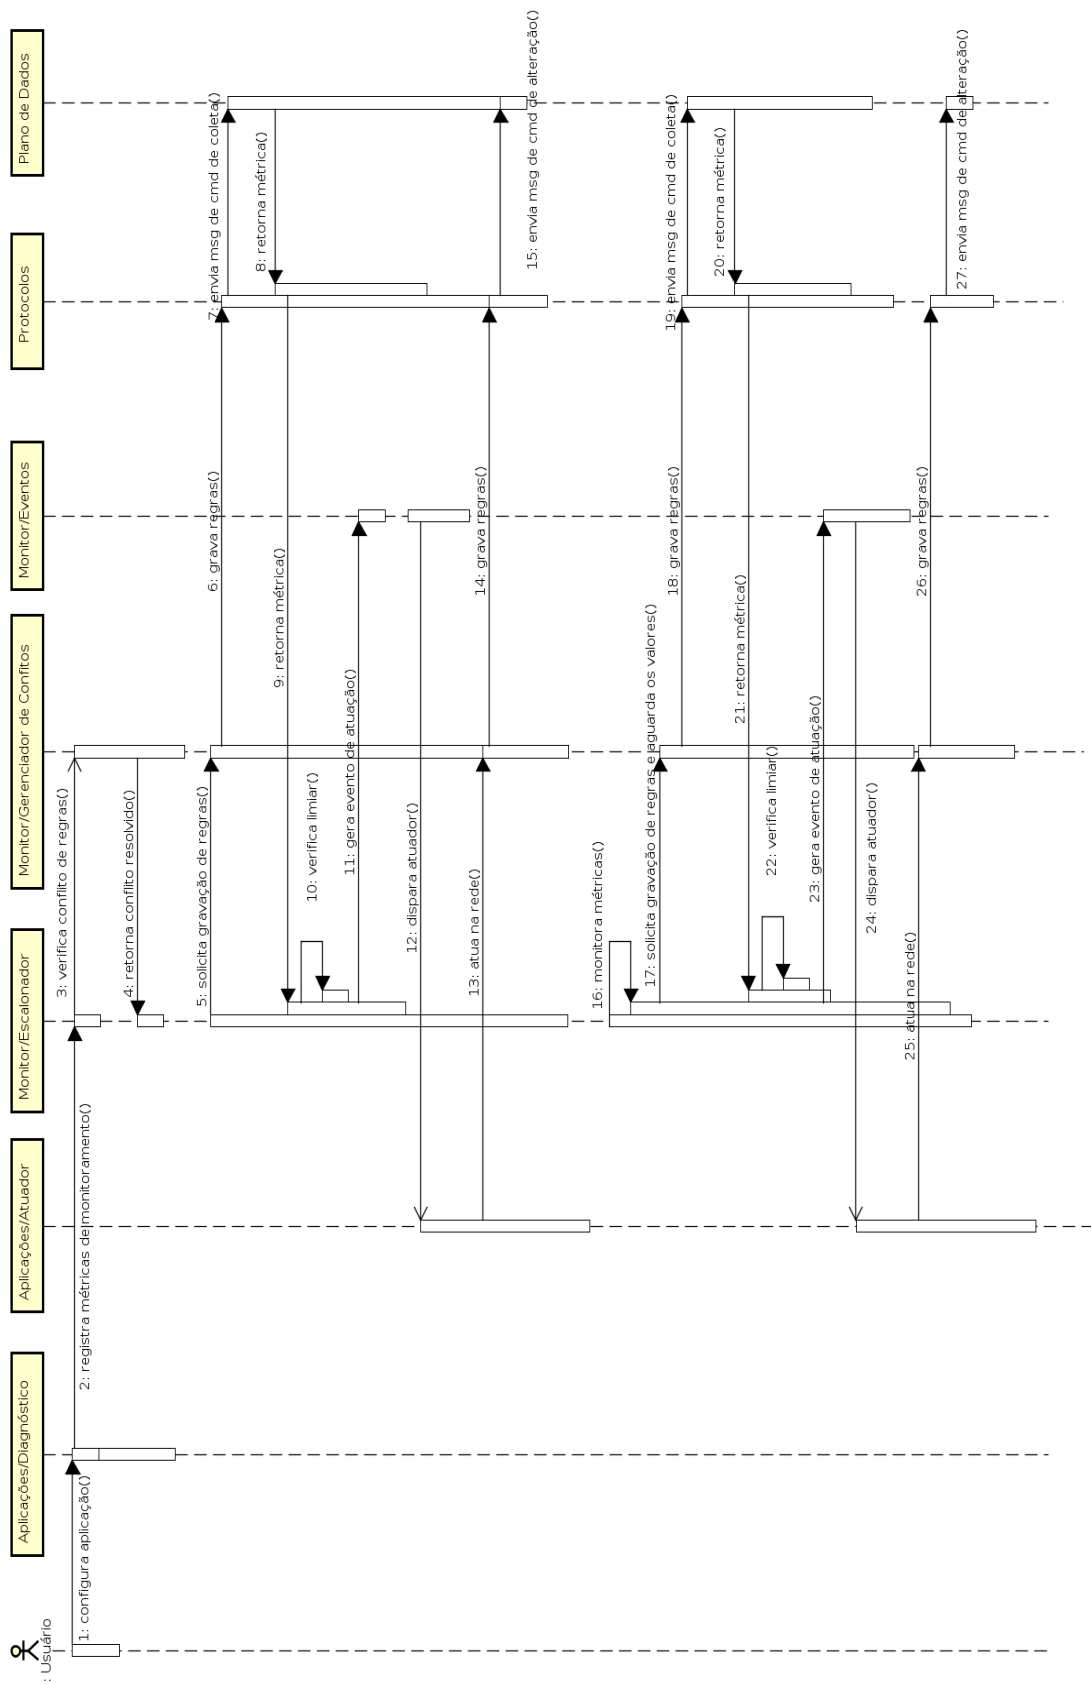 : Usuário
Aplicações/Diagnóstico
Aplicações/Atuador
Monitor/Escalonador
Monitor/Gerenciador de Confitos
Monitor/Eventos
Protocolos
Plano de Dados
1: configura aplicação()
2: registra métricas de monitoramento()
3: verifica conflito de regras()
4: retorna conflito resolvido()
5: solicita gravação de regras()
6: grava regras()
7: envia msg de cmd de coleta()
8: retorna métrica()
9: retorna métrica()
10: verifica limiar()
11: gera evento de atuação()
12: dispara atuador()
13: atua na rede()
14: grava regras()
15: envia msg de cmd de alteração()
16: monitora métricas()
17: solicita gravação de regras e aguarda os valores()
18: grava regras()
19: envia msg de cmd de coleta()
20: retorna métrica()
21: retorna métrica()
22: verifica limiar()
23: gera evento de atuação()
24: dispara atuador()
25: atua na rede()
26: grava regras()
27: envia msg de cmd de alteração()